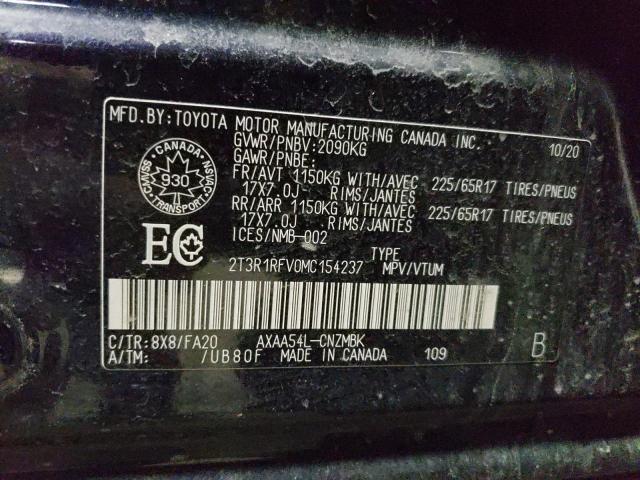 MFD.BY:TOYOTA MOTOR MANUFACTURING CANADA INC.
GVWR/PNBV:2090KG 10/20
GAWR/PNBE:
FR/AVT 1150KG WITH/AVEC 225/65R17 TIRES/PNEUS
17X7.0J RIMS/JANTES
RR/ARR 1150KG WITH/AVEC 225/65R17 TIRES/PNEUS
17X7.0J RIMS/JANTES
ICES/NMB-002
CANADA
CMVSS 930 NSVAC
TRANSPORT
EC
TYPE
2T3R1RFV0MC154237 MPV/VTUM
C/TR:8X8/FA20 AXAA54L-CNZMBK
A/TM: /UB80F MADE IN CANADA 109 B